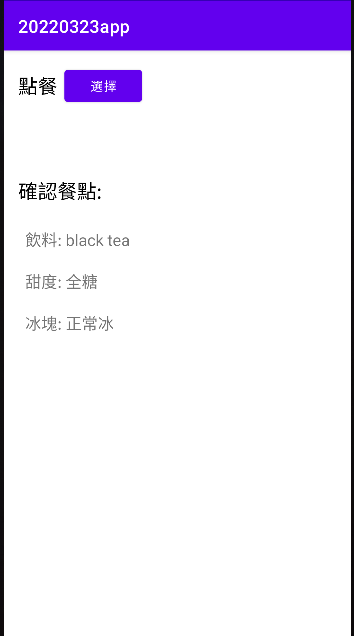 20220323app
點餐 選擇
確認餐點:
飲料: black tea
甜度: 全糖
冰塊: 正常冰